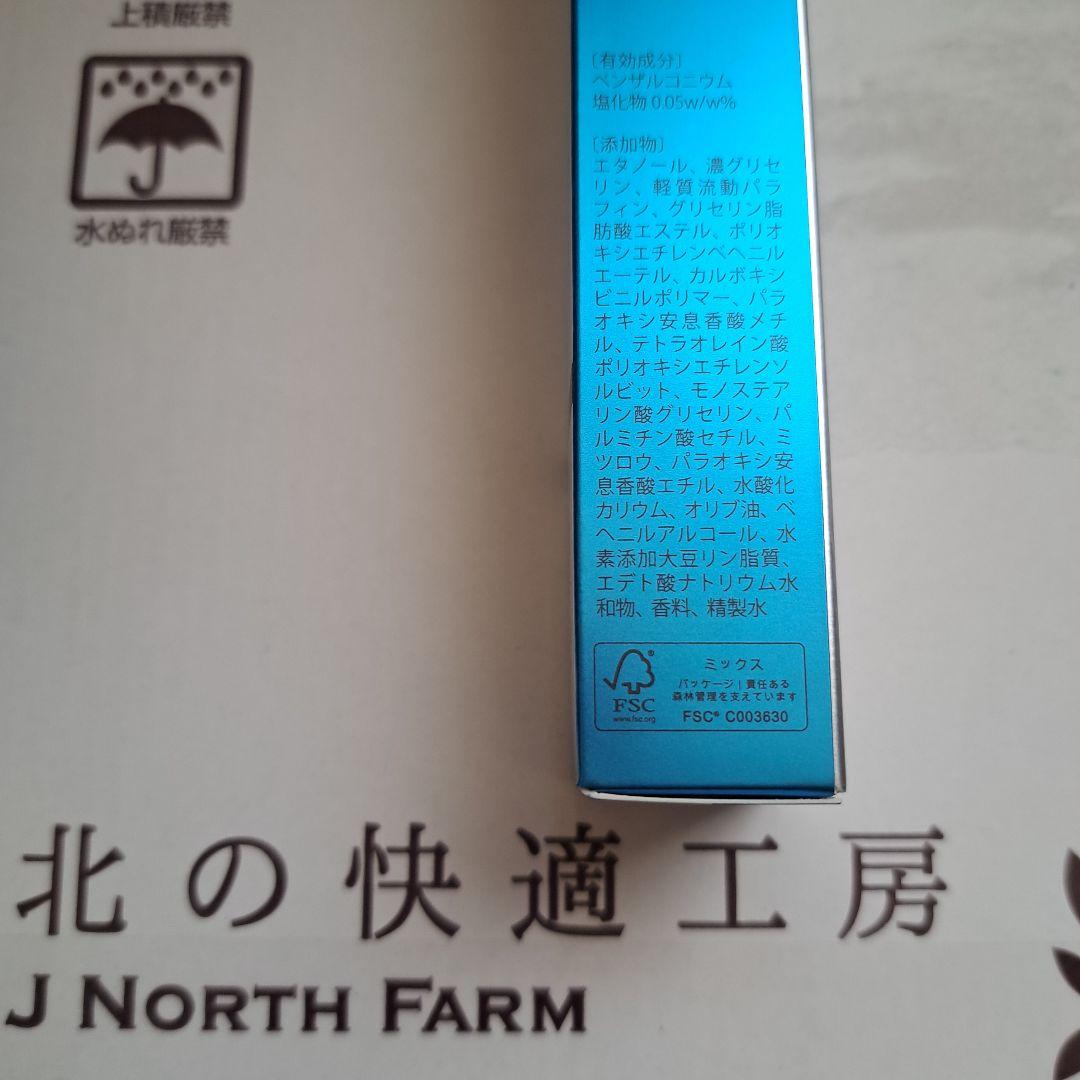 上積厳禁
水ぬれ厳禁
〔有効成分〕
ベンザルコニウム
塩化物 0.05w/w%
〔添加物〕
エタノール、濃グリセ
リン、軽質流動パラ
フィン、グリセリン脂
肪酸エステル、ポリオ
キシエチレンベヘニル
エーテル、カルボキシ
ビニルポリマー、パラ
オキシ安息香酸メチ
ル、テトラオレイン酸
ポリオキシエチレンソ
ルビット、モノステア
リン酸グリセリン、パ
ルミチン酸セチル、ミ
ツロウ、パラオキシ安
息香酸エチル、水酸化
カリウム、オリブ油、ベ
ヘニルアルコール、水
素添加大豆リン脂質、
エデト酸ナトリウム水
和物、香料、精製水
FSC®
www.fsc.org
ミックス
パッケージ｜責任ある
森林管理を支えています
FSC® C003630
北の快適工房
J NORTH FARM